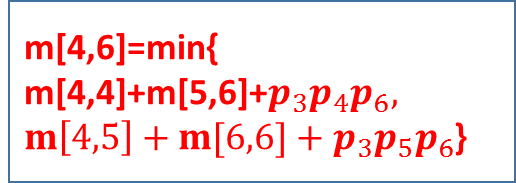 m[4,6]=min{
m[4,4]+m[5,6]+p₃p₄p₆,
m[4,5] + m[6,6] + p₃p₅p₆}